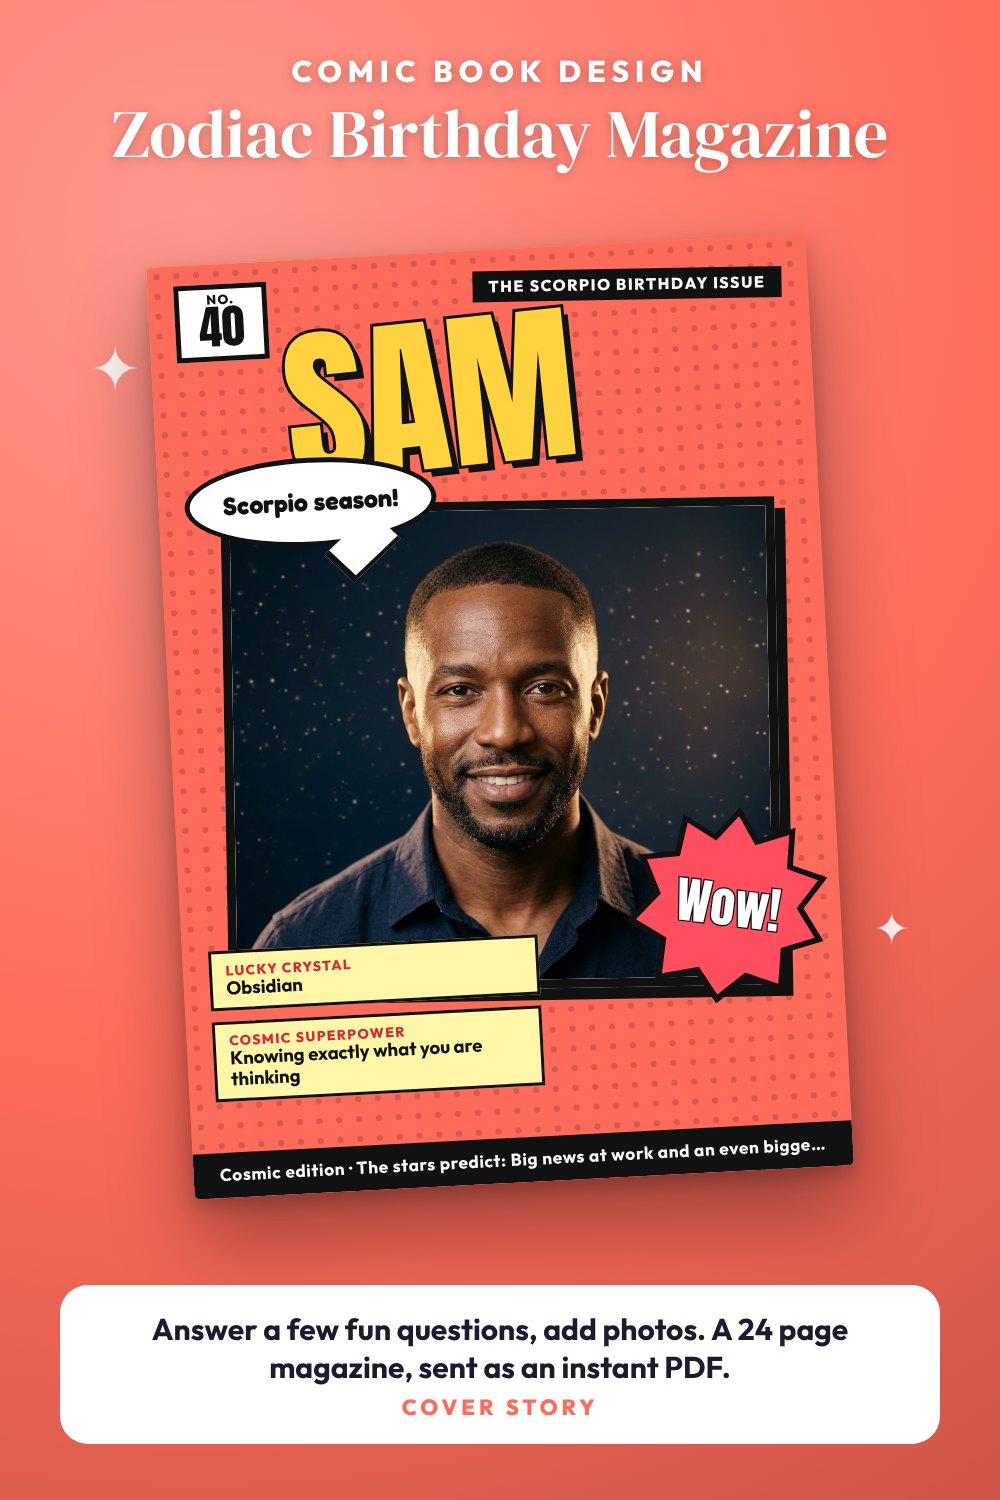 COMIC BOOK DESIGN
Zodiac Birthday Magazine
NO.
40
THE SCORPIO BIRTHDAY ISSUE
SAM
Scorpio season!
Wow!
LUCKY CRYSTAL
Obsidian
COSMIC SUPERPOWER
Knowing exactly what you are
thinking
Cosmic edition · The stars predict: Big news at work and an even bigge...
Answer a few fun questions, add photos. A 24 page
magazine, sent as an instant PDF.
COVER STORY